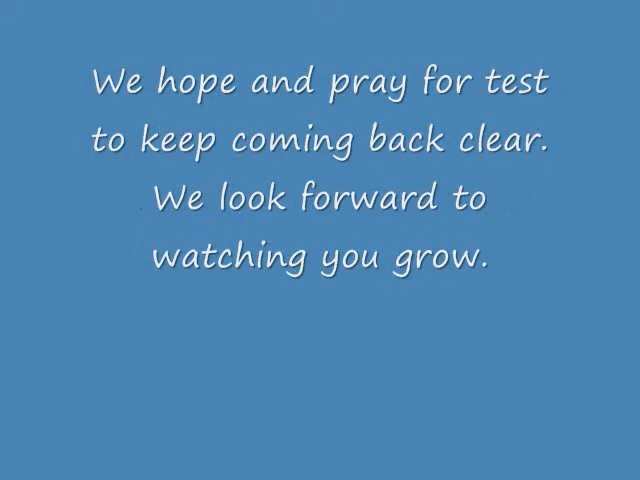 We hope and pray for test
to keep coming back clear.
We look forward to
watching you grow.